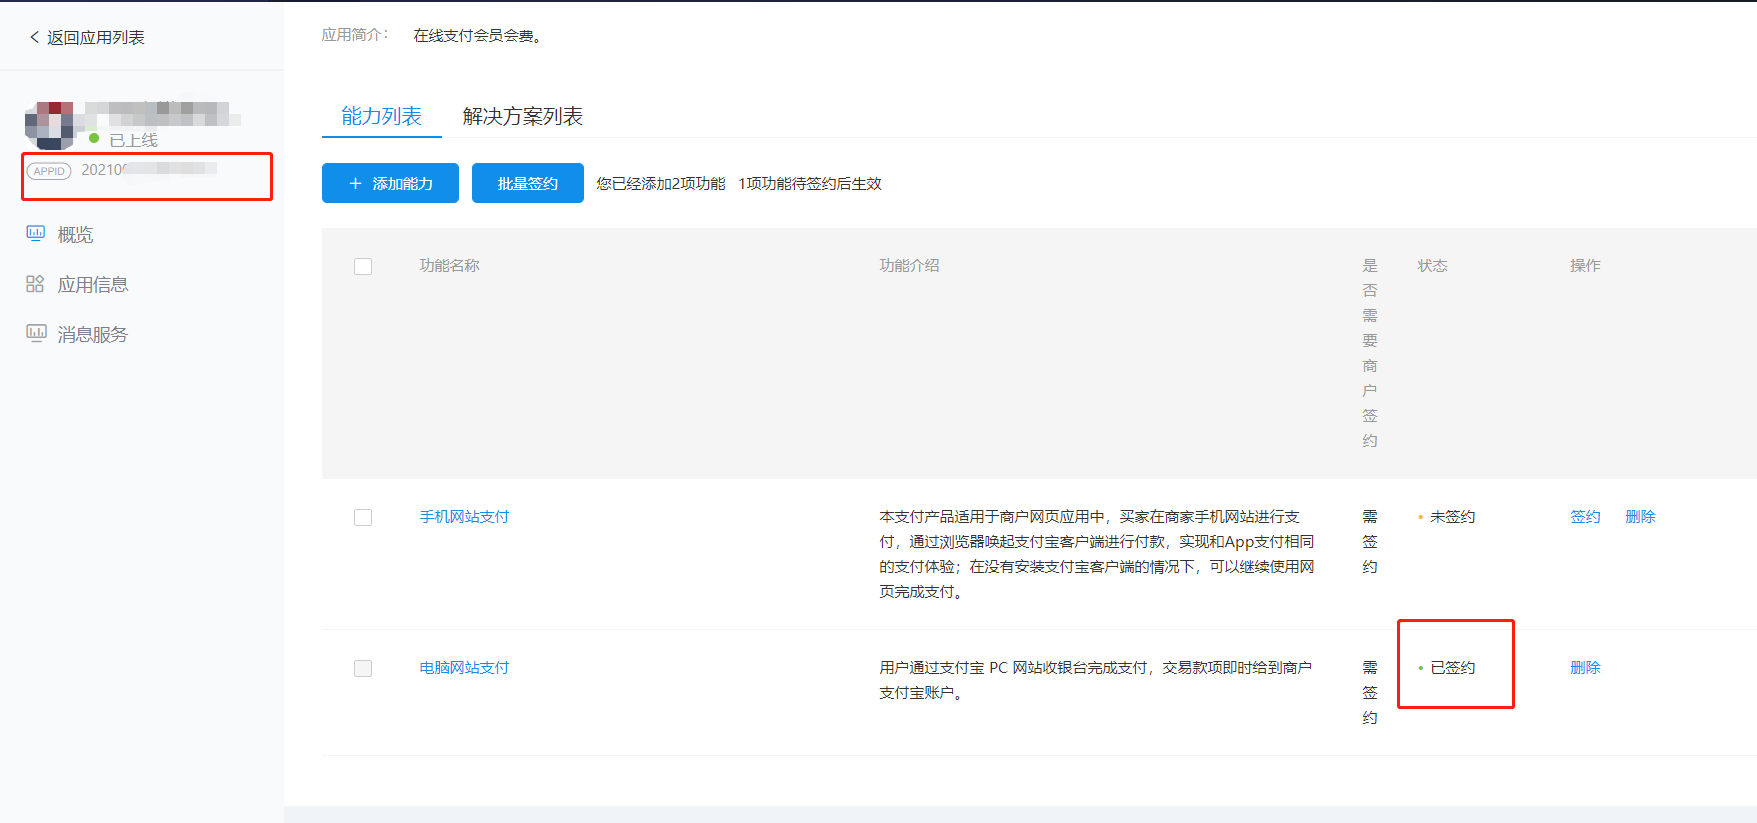 返回应用列表
已上线
APPID 20210
概览
应用信息
消息服务
应用简介： 在线支付会员会费。
能力列表 解决方案列表
添加能力 批量签约 您已经添加2项功能 1项功能待签约后生效
功能名称 功能介绍 是否需要商户签约 状态 操作
手机网站支付
本支付产品适用于商户网页应用中，买家在商家手机网站进行支
付，通过浏览器唤起支付宝客户端进行付款，实现和App支付相同
的支付体验；在没有安装支付宝客户端的情况下，可以继续使用网
页完成支付。
需签约
未签约
签约 删除
电脑网站支付
用户通过支付宝 PC 网站收银台完成支付，交易款项即时给到商户
支付宝账户。
需签约
已签约
删除